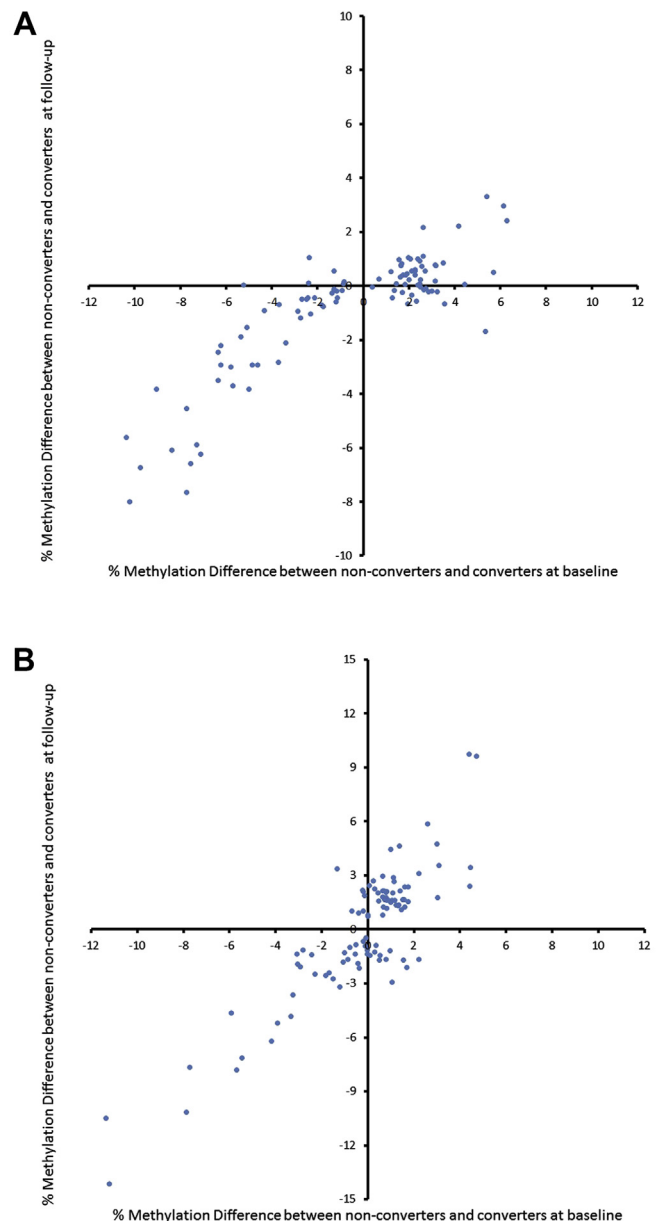 A
% Methylation Difference between non-converters and converters at follow-up
10
8
6
4
2
0
-2
-4
-6
-8
-10
-12 -10 -8 -6 -4 -2 0 2 4 6 8 10 12
% Methylation Difference between non-converters and converters at baseline
B
% Methylation Difference between non-converters and converters at follow-up
15
12
9
6
3
0
-3
-6
-9
-12
-15
-12 -10 -8 -6 -4 -2 0 2 4 6 8 10 12
% Methylation Difference between non-converters and converters at baseline